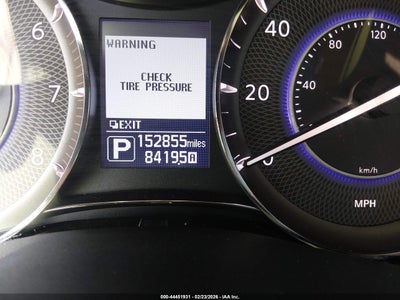 WARNING
CHECK
TIRE PRESSURE
EXIT
P 152855miles
84195
6
7
8
40
20
0
40
80
120
km/h
MPH
000-44451931 - 02/23/2026 - IAA Inc.